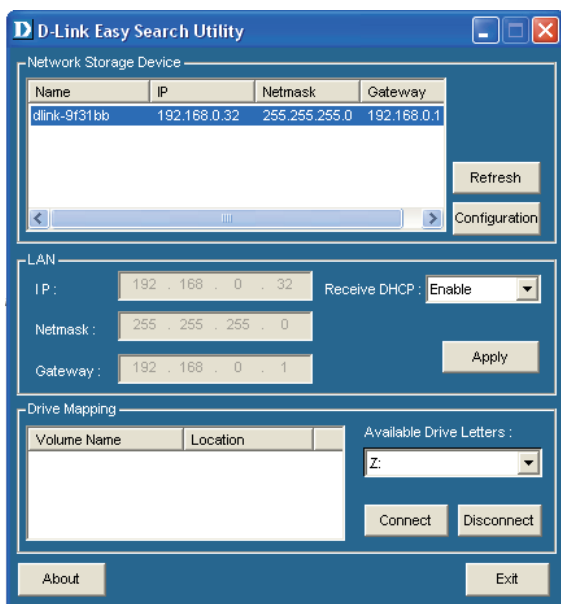 D D-Link Easy Search Utility
Network Storage Device
Name IP Netmask Gateway
dlink-9f31bb 192.168.0.32 255.255.255.0 192.168.0.1
Refresh
Configuration
LAN
IP : 192 . 168 . 0 . 32 Receive DHCP : Enable
Netmask : 255 . 255 . 255 . 0
Gateway : 192 . 168 . 0 . 1 Apply
Drive Mapping
Volume Name Location Available Drive Letters :
Z:
Connect Disconnect
About Exit